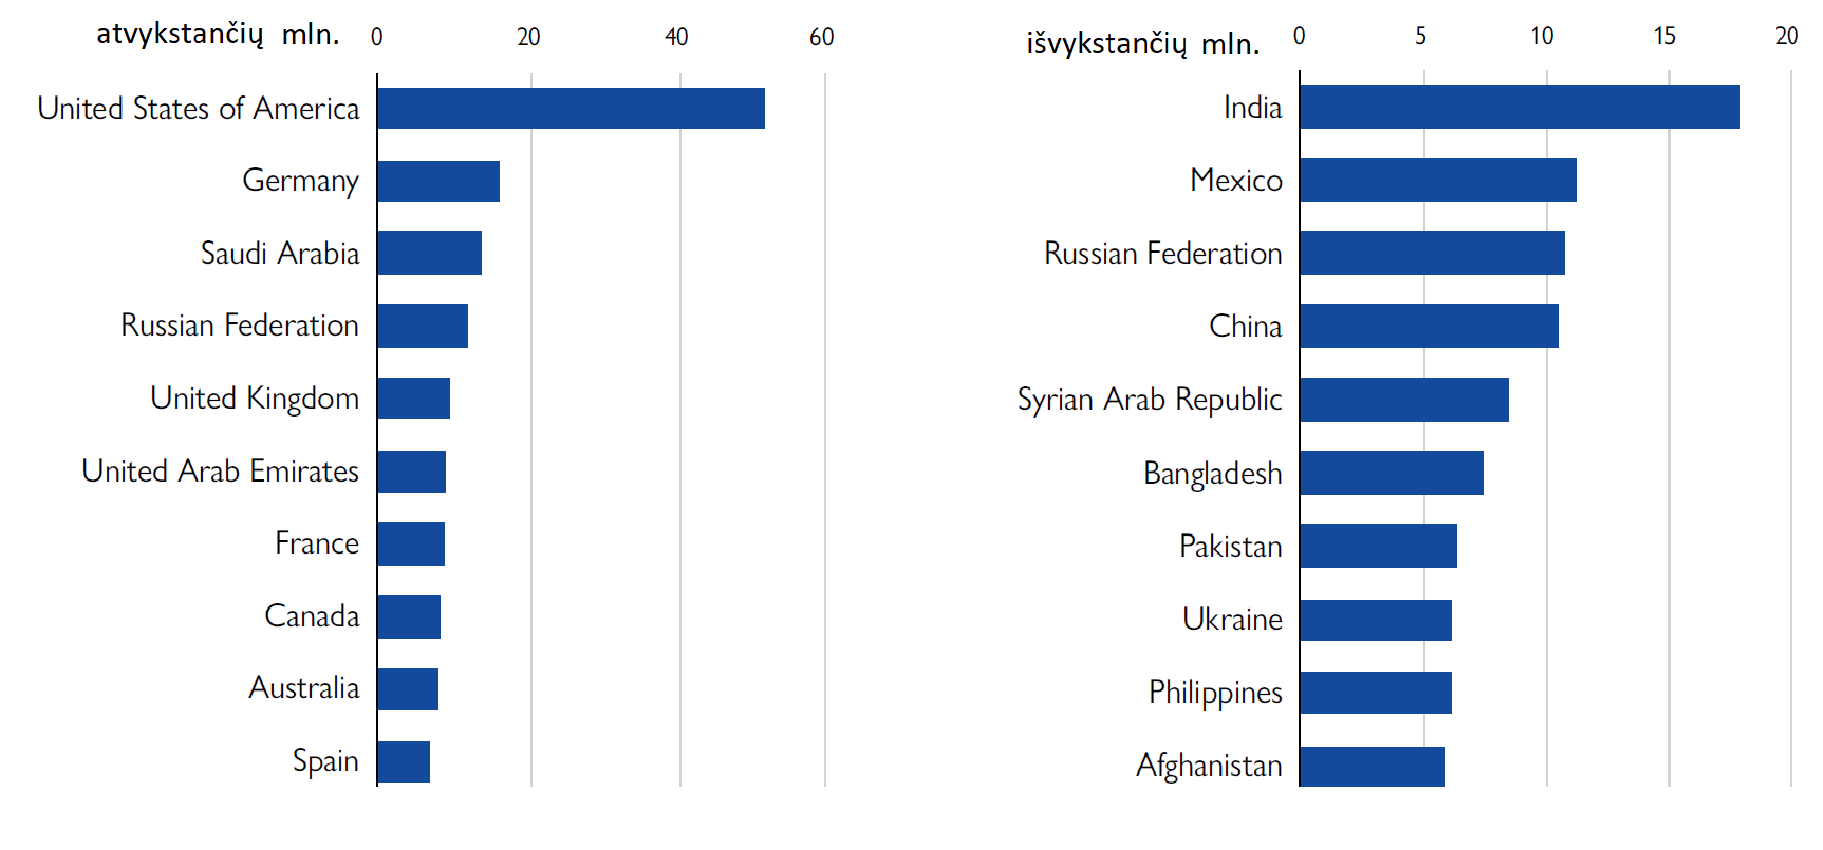 atvykstančių mln. 0 20 40 60
United States of America
Germany
Saudi Arabia
Russian Federation
United Kingdom
United Arab Emirates
France
Canada
Australia
Spain
išvykstančių mln. 0 5 10 15 20
India
Mexico
Russian Federation
China
Syrian Arab Republic
Bangladesh
Pakistan
Ukraine
Philippines
Afghanistan